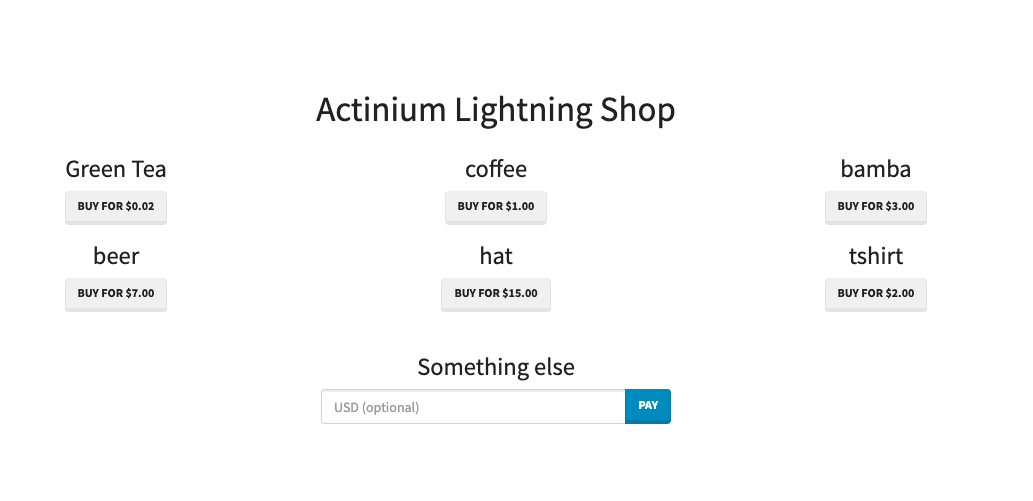 Actinium Lightning Shop
Green Tea
coffee
bamba
BUY FOR $0.02
BUY FOR $1.00
BUY FOR $3.00
beer
hat
tshirt
BUY FOR $7.00
BUY FOR $15.00
BUY FOR $2.00
Something else
USD (optional)
PAY